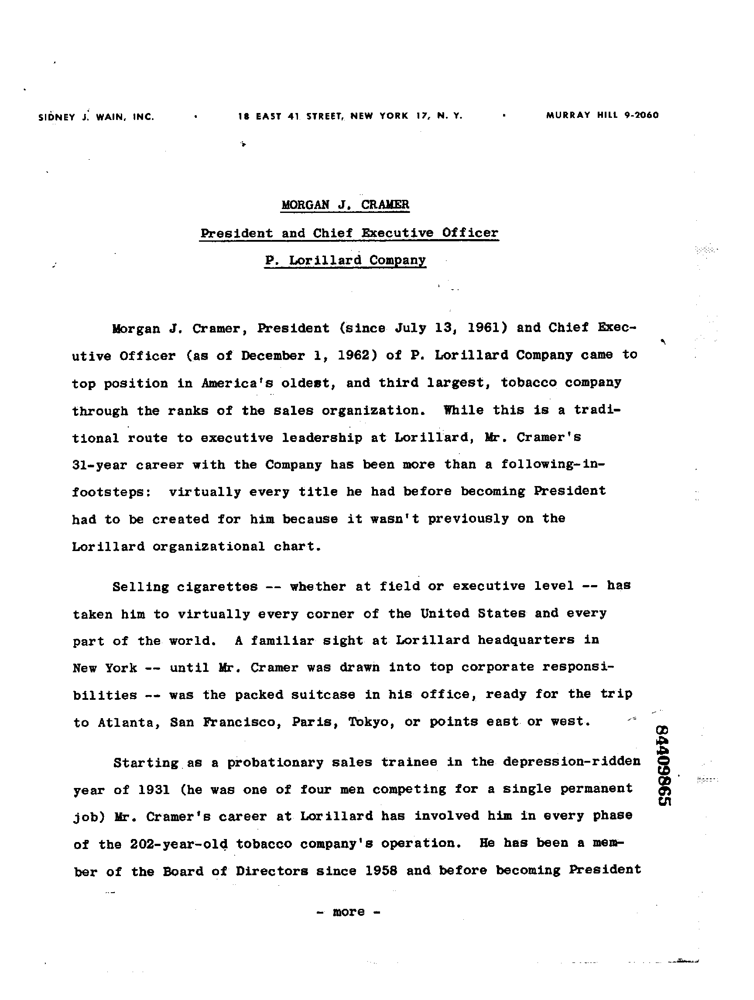 SIDNEY J. WAIN, INC. • 18 EAST 41 STREET, NEW YORK 17, N. Y. • MURRAY HILL 9-2060
MORGAN J. CRAMER
President and Chief Executive Officer
P. Lorillard Company
Morgan J. Cramer, President (since July 13, 1961) and Chief Exec-
utive Officer (as of December 1, 1962) of P. Lorillard Company came to
top position in America's oldest, and third largest, tobacco company
through the ranks of the sales organization. While this is a tradi-
tional route to executive leadership at Lorillard, Mr. Cramer's
31-year career with the Company has been more than a following-in-
footsteps: virtually every title he had before becoming President
had to be created for him because it wasn't previously on the
Lorillard organizational chart.
Selling cigarettes -- whether at field or executive level -- has
taken him to virtually every corner of the United States and every
part of the world. A familiar sight at Lorillard headquarters in
New York -- until Mr. Cramer was drawn into top corporate responsi-
bilities -- was the packed suitcase in his office, ready for the trip
to Atlanta, San Francisco, Paris, Tokyo, or points east or west.
Starting as a probationary sales trainee in the depression-ridden
year of 1931 (he was one of four men competing for a single permanent
job) Mr. Cramer's career at Lorillard has involved him in every phase
of the 202-year-old tobacco company's operation. He has been a mem-
ber of the Board of Directors since 1958 and before becoming President
- more -
84409865